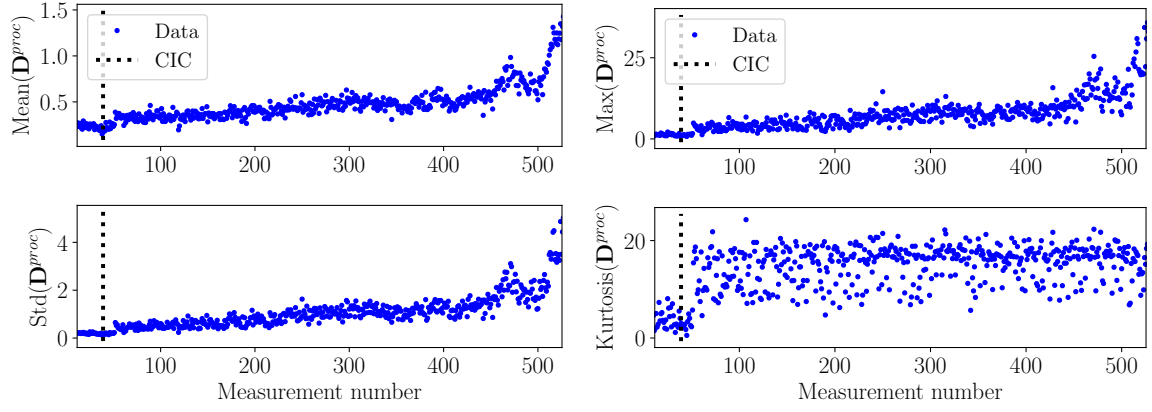 1.5
1.0
0.5
Mean(D^{proc})
Data
CIC
100 200 300 400 500
25
0
Max(D^{proc})
Data
CIC
100 200 300 400 500
4
2
0
Std(D^{proc})
100 200 300 400 500
Measurement number
20
0
Kurtosis(D^{proc})
100 200 300 400 500
Measurement number